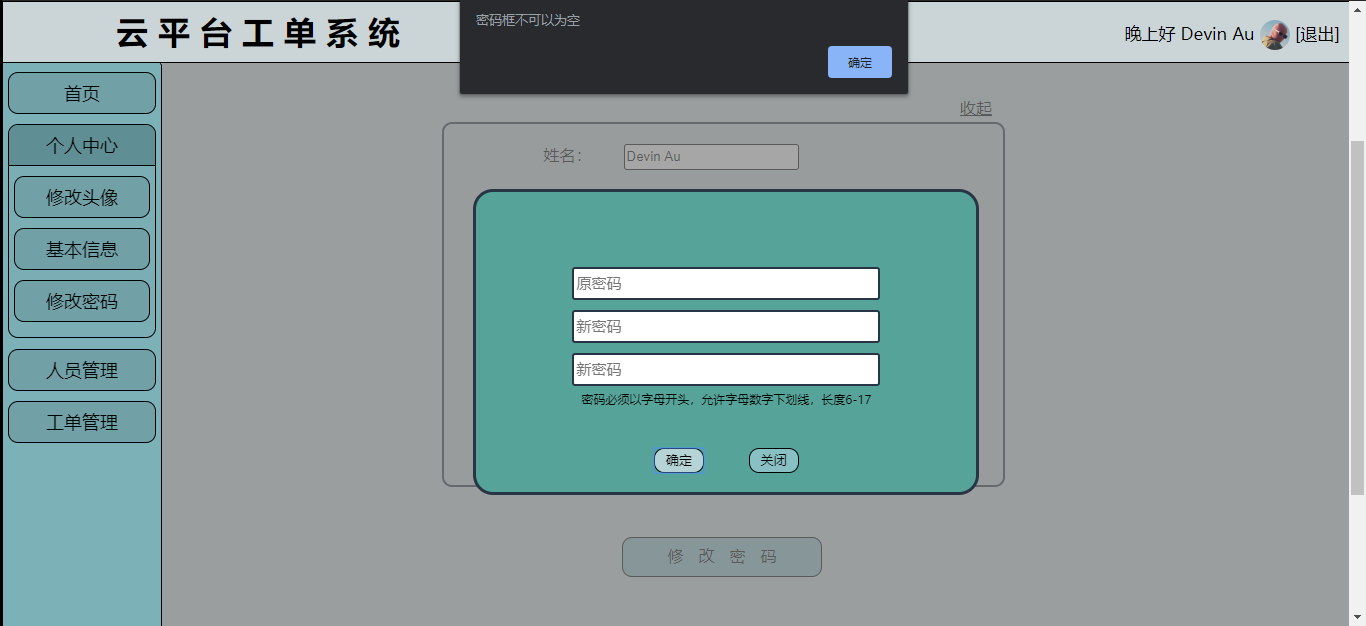 云平台工单系统
密码框不可以为空
确定
晚上好 Devin Au [退出]
首页
个人中心
修改头像
基本信息
修改密码
人员管理
工单管理
收起
姓名：
Devin Au
原密码
新密码
新密码
密码必须以字母开头，允许字母数字下划线，长度6-17
确定
关闭
修 改 密 码